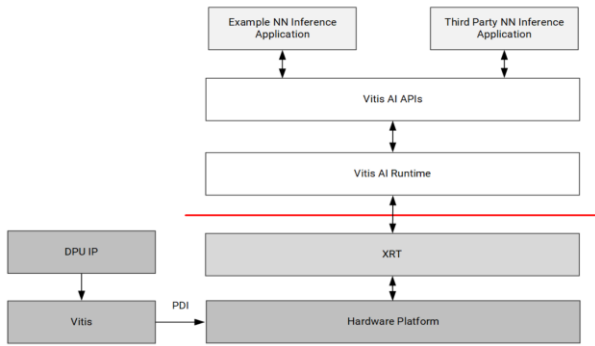 Example NN Inference
Application
Third Party NN Inference
Application
Vitis AI APIs
Vitis AI Runtime
DPU IP
XRT
Vitis
PDI
Hardware Platform